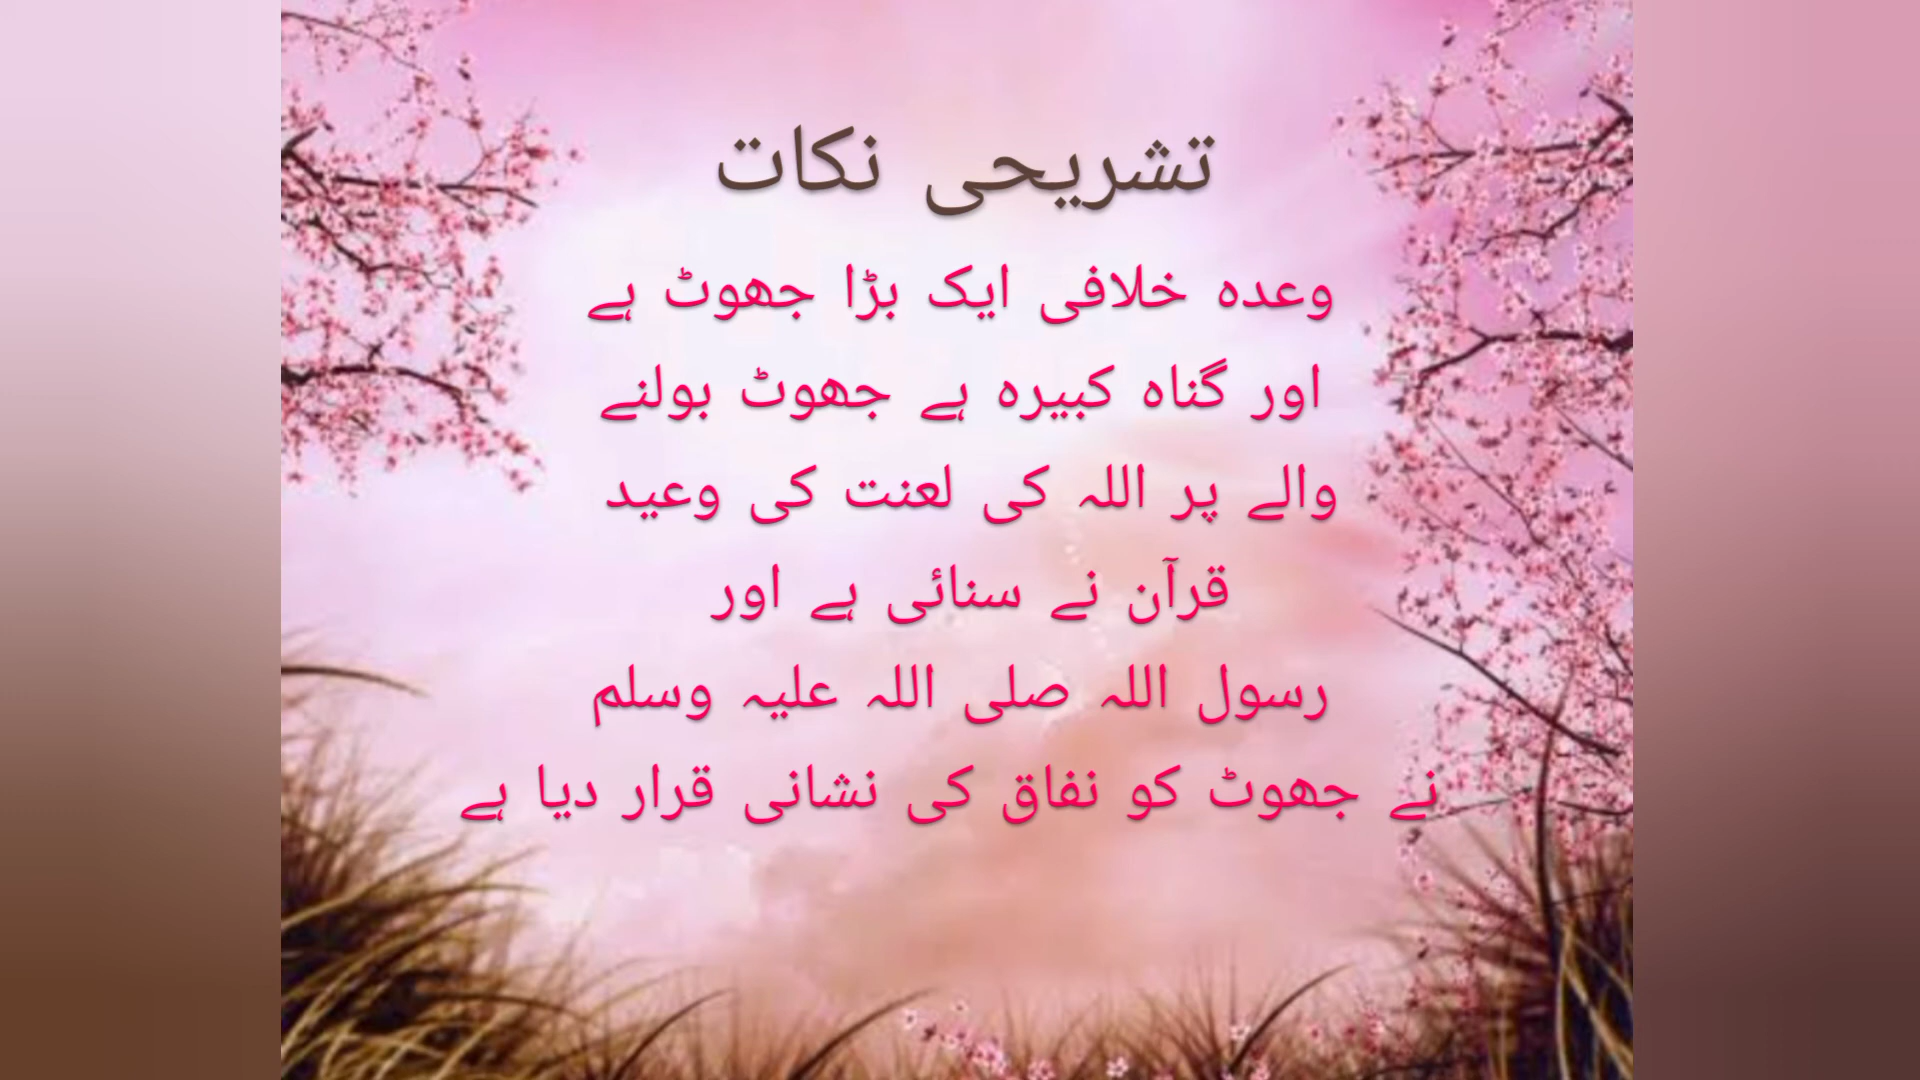 تشریحی نکات
وعدہ خلافی ایک بڑا جھوٹ ہے
اور گناہ کبیرہ ہے جھوٹ بولنے
والے پر اللہ کی لعنت کی وعید
قرآن نے سنائی ہے اور
رسول اللہ صلی اللہ علیہ وسلم
نے جھوٹ کو نفاق کی نشانی قرار دیا ہے